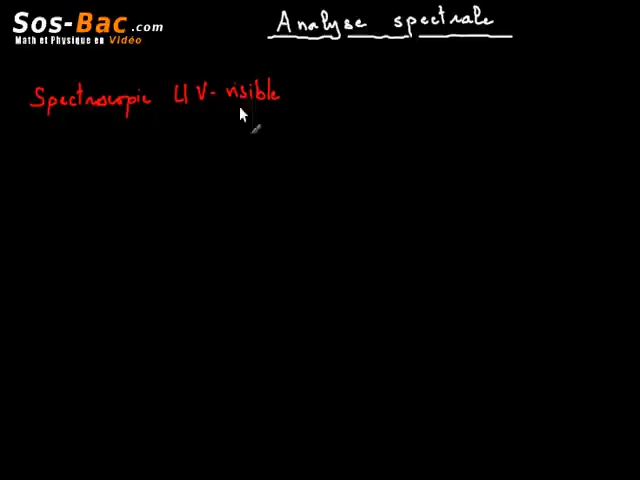 Sos-Bac.com
Math et Physique en Vidéo
Analyse spectrale
Spectroscopie UV-visible